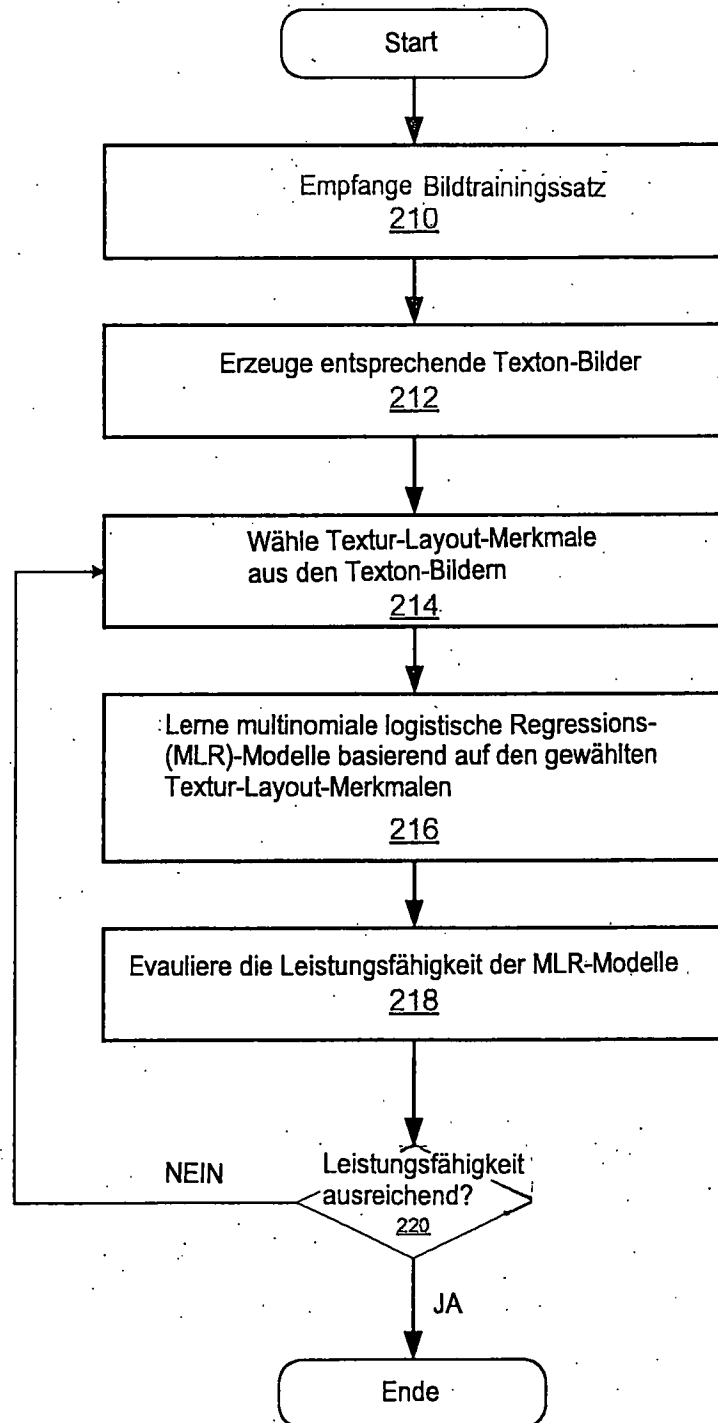 Start
Empfange Bildtrainingssatz
210
Erzeuge entsprechende Texton-Bilder
212
Wähle Textur-Layout-Merkmale
aus den Texton-Bildern
214
Lerne multinomiale logistische Regressions-
(MLR)-Modelle basierend auf den gewählten
Textur-Layout-Merkmalen
216
Evauliere die Leistungsfähigkeit der MLR-Modelle
218
NEIN
Leistungsfähigkeit
ausreichend?
220
JA
Ende